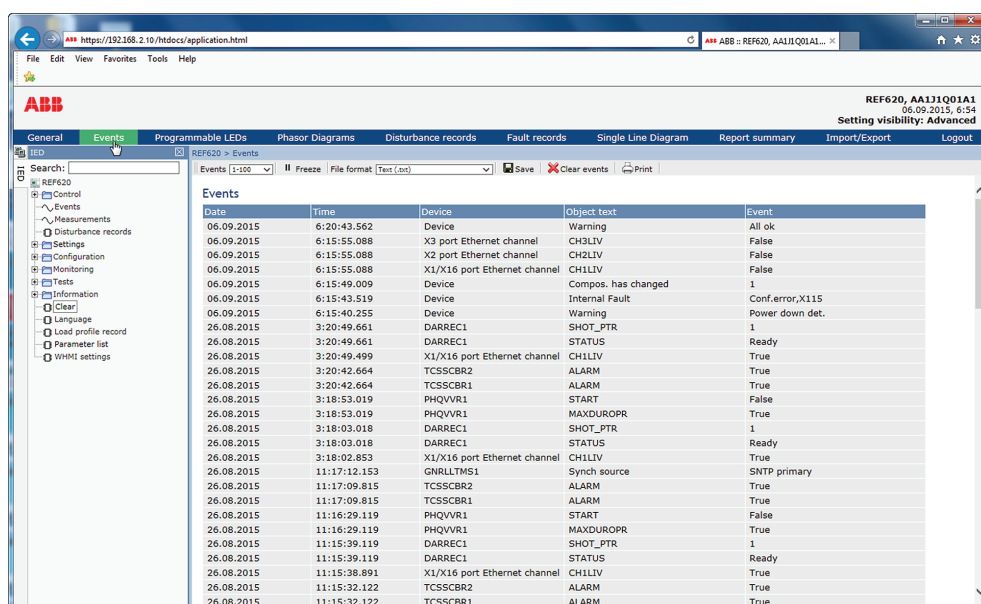 https://192.168.2.10/htdocs/application.html
ABB :: REF620, AA1J1Q01A1... ×
File Edit View Favorites Tools Help
ABB
REF620, AA1J1Q01A1
06.09.2015, 6:54
Setting visibility: Advanced
General Events Programmable LEDs Phasor Diagrams Disturbance records Fault records Single Line Diagram Report summary Import/Export Logout
IED
REF620 > Events
IED
Search:
Events 1-100 Freeze File format Text (.txt) Save Clear events Print
REF620
Control
Events
Measurements
Disturbance records
Settings
Configuration
Monitoring
Tests
Information
Clear
Language
Load profile record
Parameter list
WHMI settings
Events
Date Time Device Object text Event
06.09.2015 6:20:43.562 Device Warning All ok
06.09.2015 6:15:55.088 X3 port Ethernet channel CH3LIV False
06.09.2015 6:15:55.088 X2 port Ethernet channel CH2LIV False
06.09.2015 6:15:55.088 X1/X16 port Ethernet channel CH1LIV False
06.09.2015 6:15:49.009 Device Compos. has changed 1
06.09.2015 6:15:43.519 Device Internal Fault Conf.error,X115
06.09.2015 6:15:40.255 Device Warning Power down det.
26.08.2015 3:20:49.661 DARREC1 SHOT_PTR 1
26.08.2015 3:20:49.661 DARREC1 STATUS Ready
26.08.2015 3:20:49.499 X1/X16 port Ethernet channel CH1LIV True
26.08.2015 3:20:42.664 TCSSCBR2 ALARM True
26.08.2015 3:20:42.664 TCSSCBR1 ALARM True
26.08.2015 3:18:53.019 PHQVVR1 START False
26.08.2015 3:18:53.019 PHQVVR1 MAXDUROPR True
26.08.2015 3:18:03.018 DARREC1 SHOT_PTR 1
26.08.2015 3:18:03.018 DARREC1 STATUS Ready
26.08.2015 3:18:02.853 X1/X16 port Ethernet channel CH1LIV True
26.08.2015 11:17:12.153 GNRLLTMS1 Synch source SNTP primary
26.08.2015 11:17:09.815 TCSSCBR2 ALARM True
26.08.2015 11:17:09.815 TCSSCBR1 ALARM True
26.08.2015 11:16:29.119 PHQVVR1 START False
26.08.2015 11:16:29.119 PHQVVR1 MAXDUROPR True
26.08.2015 11:15:39.119 DARREC1 SHOT_PTR 1
26.08.2015 11:15:39.119 DARREC1 STATUS Ready
26.08.2015 11:15:38.891 X1/X16 port Ethernet channel CH1LIV True
26.08.2015 11:15:32.122 TCSSCBR2 ALARM True
26.08.2015 11:15:32.122 TCSSCBR1 ALARM True